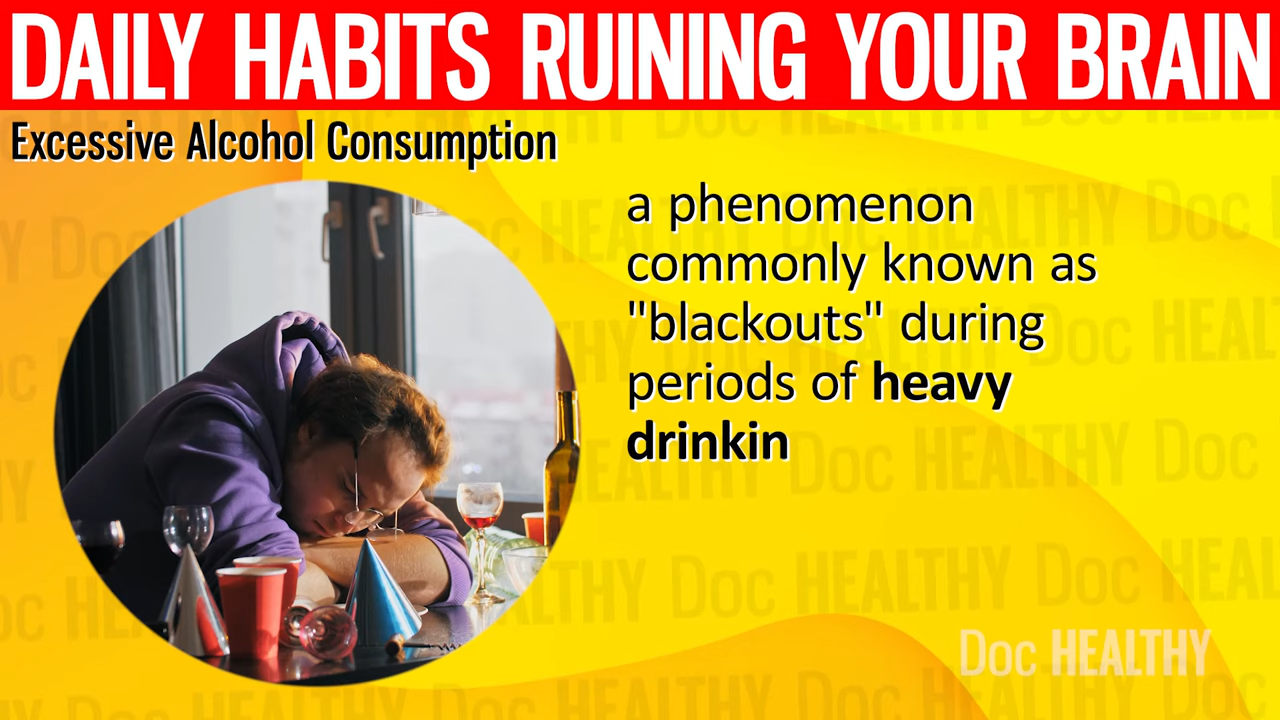 DAILY HABITS RUINING YOUR BRAIN
Excessive Alcohol Consumption
a phenomenon
commonly known as
"blackouts" during
periods of heavy
drinkin
Doc HEALTHY